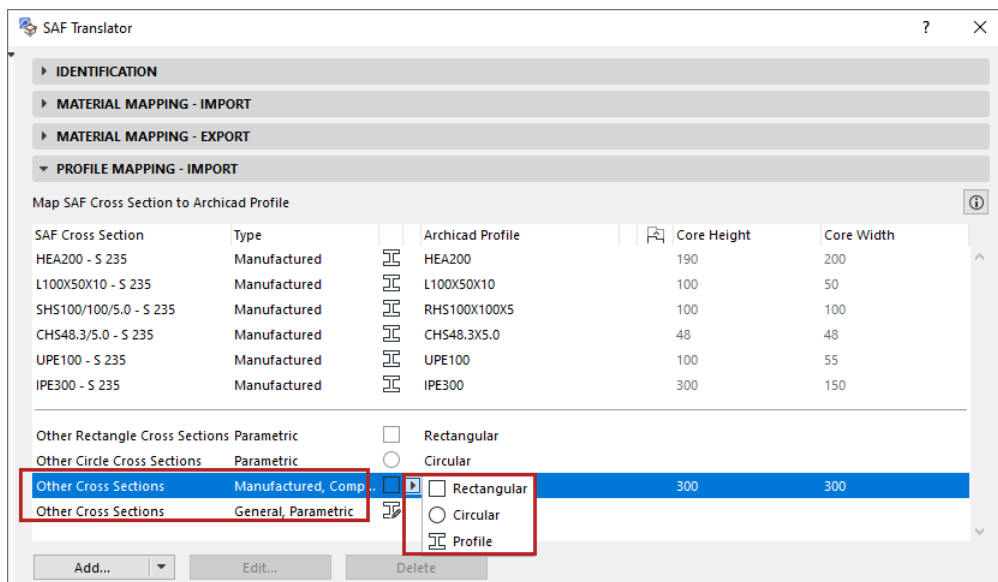 SAF Translator ?
IDENTIFICATION
MATERIAL MAPPING - IMPORT
MATERIAL MAPPING - EXPORT
PROFILE MAPPING - IMPORT
Map SAF Cross Section to Archicad Profile
SAF Cross Section Type Archicad Profile Core Height Core Width
HEA200 - S 235 Manufactured HEA200 190 200
L100X50X10 - S 235 Manufactured L100X50X10 100 50
SHS100/100/5.0 - S 235 Manufactured RHS100X100X5 100 100
CHS48.3/5.0 - S 235 Manufactured CHS48.3X5.0 48 48
UPE100 - S 235 Manufactured UPE100 100 55
IPE300 - S 235 Manufactured IPE300 300 150
Other Rectangle Cross Sections Parametric Rectangular
Other Circle Cross Sections Parametric Circular
Other Cross Sections Manufactured, Comp... Rectangular 300 300
Other Cross Sections General, Parametric Circular
Profile
Add... Edit... Delete